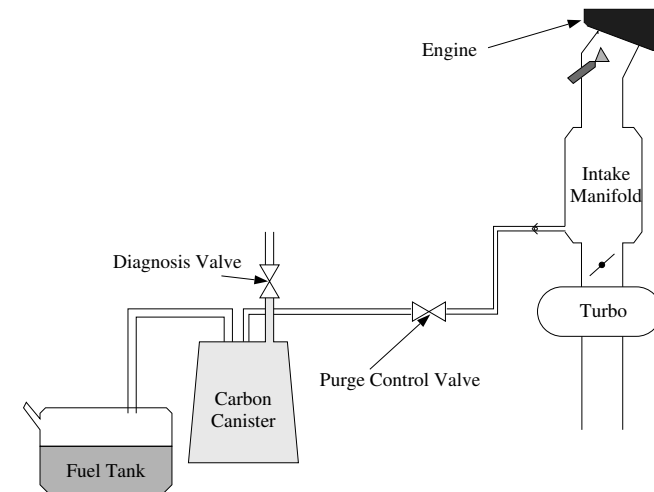 Engine
Intake
Manifold
Diagnosis Valve
Turbo
Purge Control Valve
Carbon
Canister
Fuel Tank